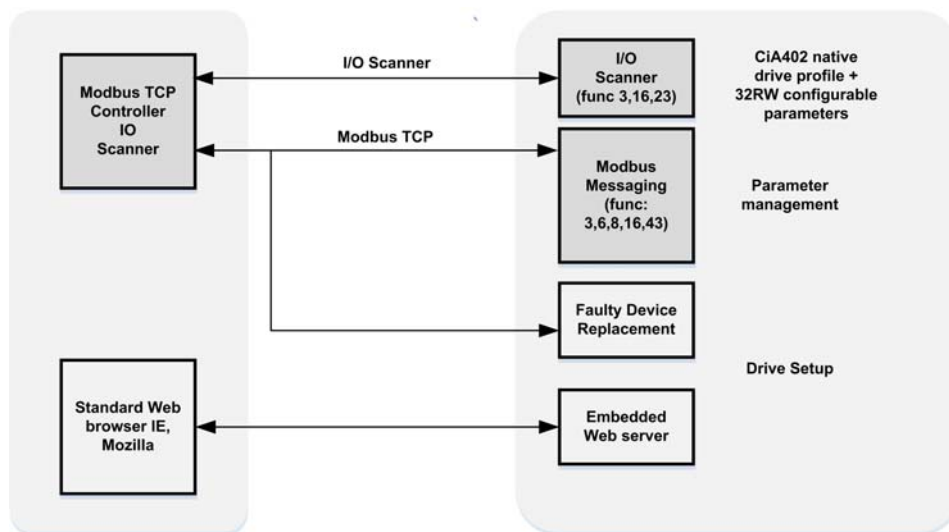 Modbus TCP
Controller
IO
Scanner
I/O Scanner
Modbus TCP
I/O
Scanner
(func 3,16,23)
CiA402 native
drive profile +
32RW configurable
parameters
Modbus
Messaging
(func:
3,6,8,16,43)
Parameter
management
Faulty Device
Replacement
Drive Setup
Standard Web
browser IE,
Mozilla
Embedded
Web server